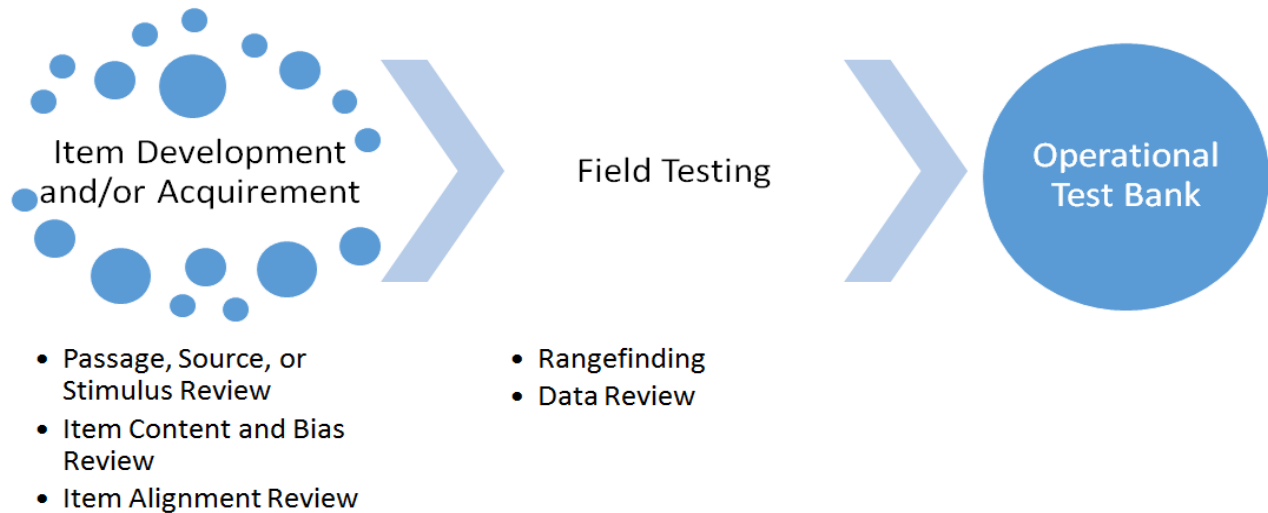 Item Development
and/or Acquirement
Field Testing
Operational
Test Bank
• Passage, Source, or
Stimulus Review
• Item Content and Bias
Review
• Item Alignment Review
• Rangefinding
• Data Review